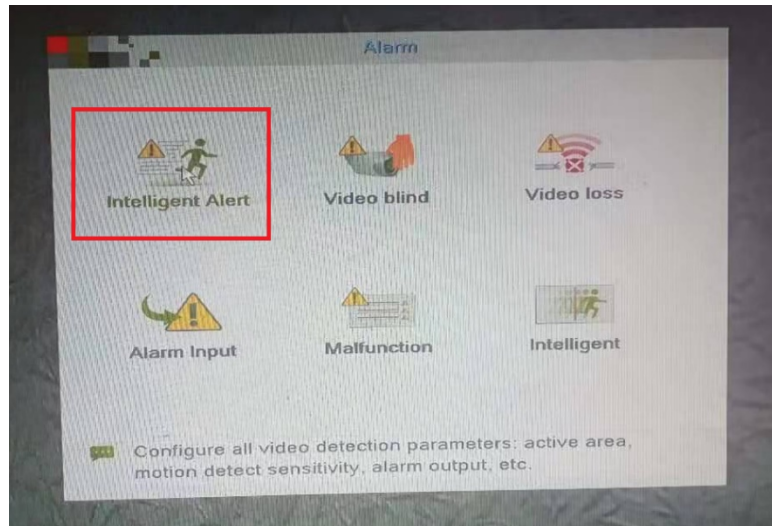 Alarm
Intelligent Alert
Video blind
Video loss
Alarm Input
Malfunction
Intelligent
Configure all video detection parameters: active area,
motion detect sensitivity, alarm output, etc.